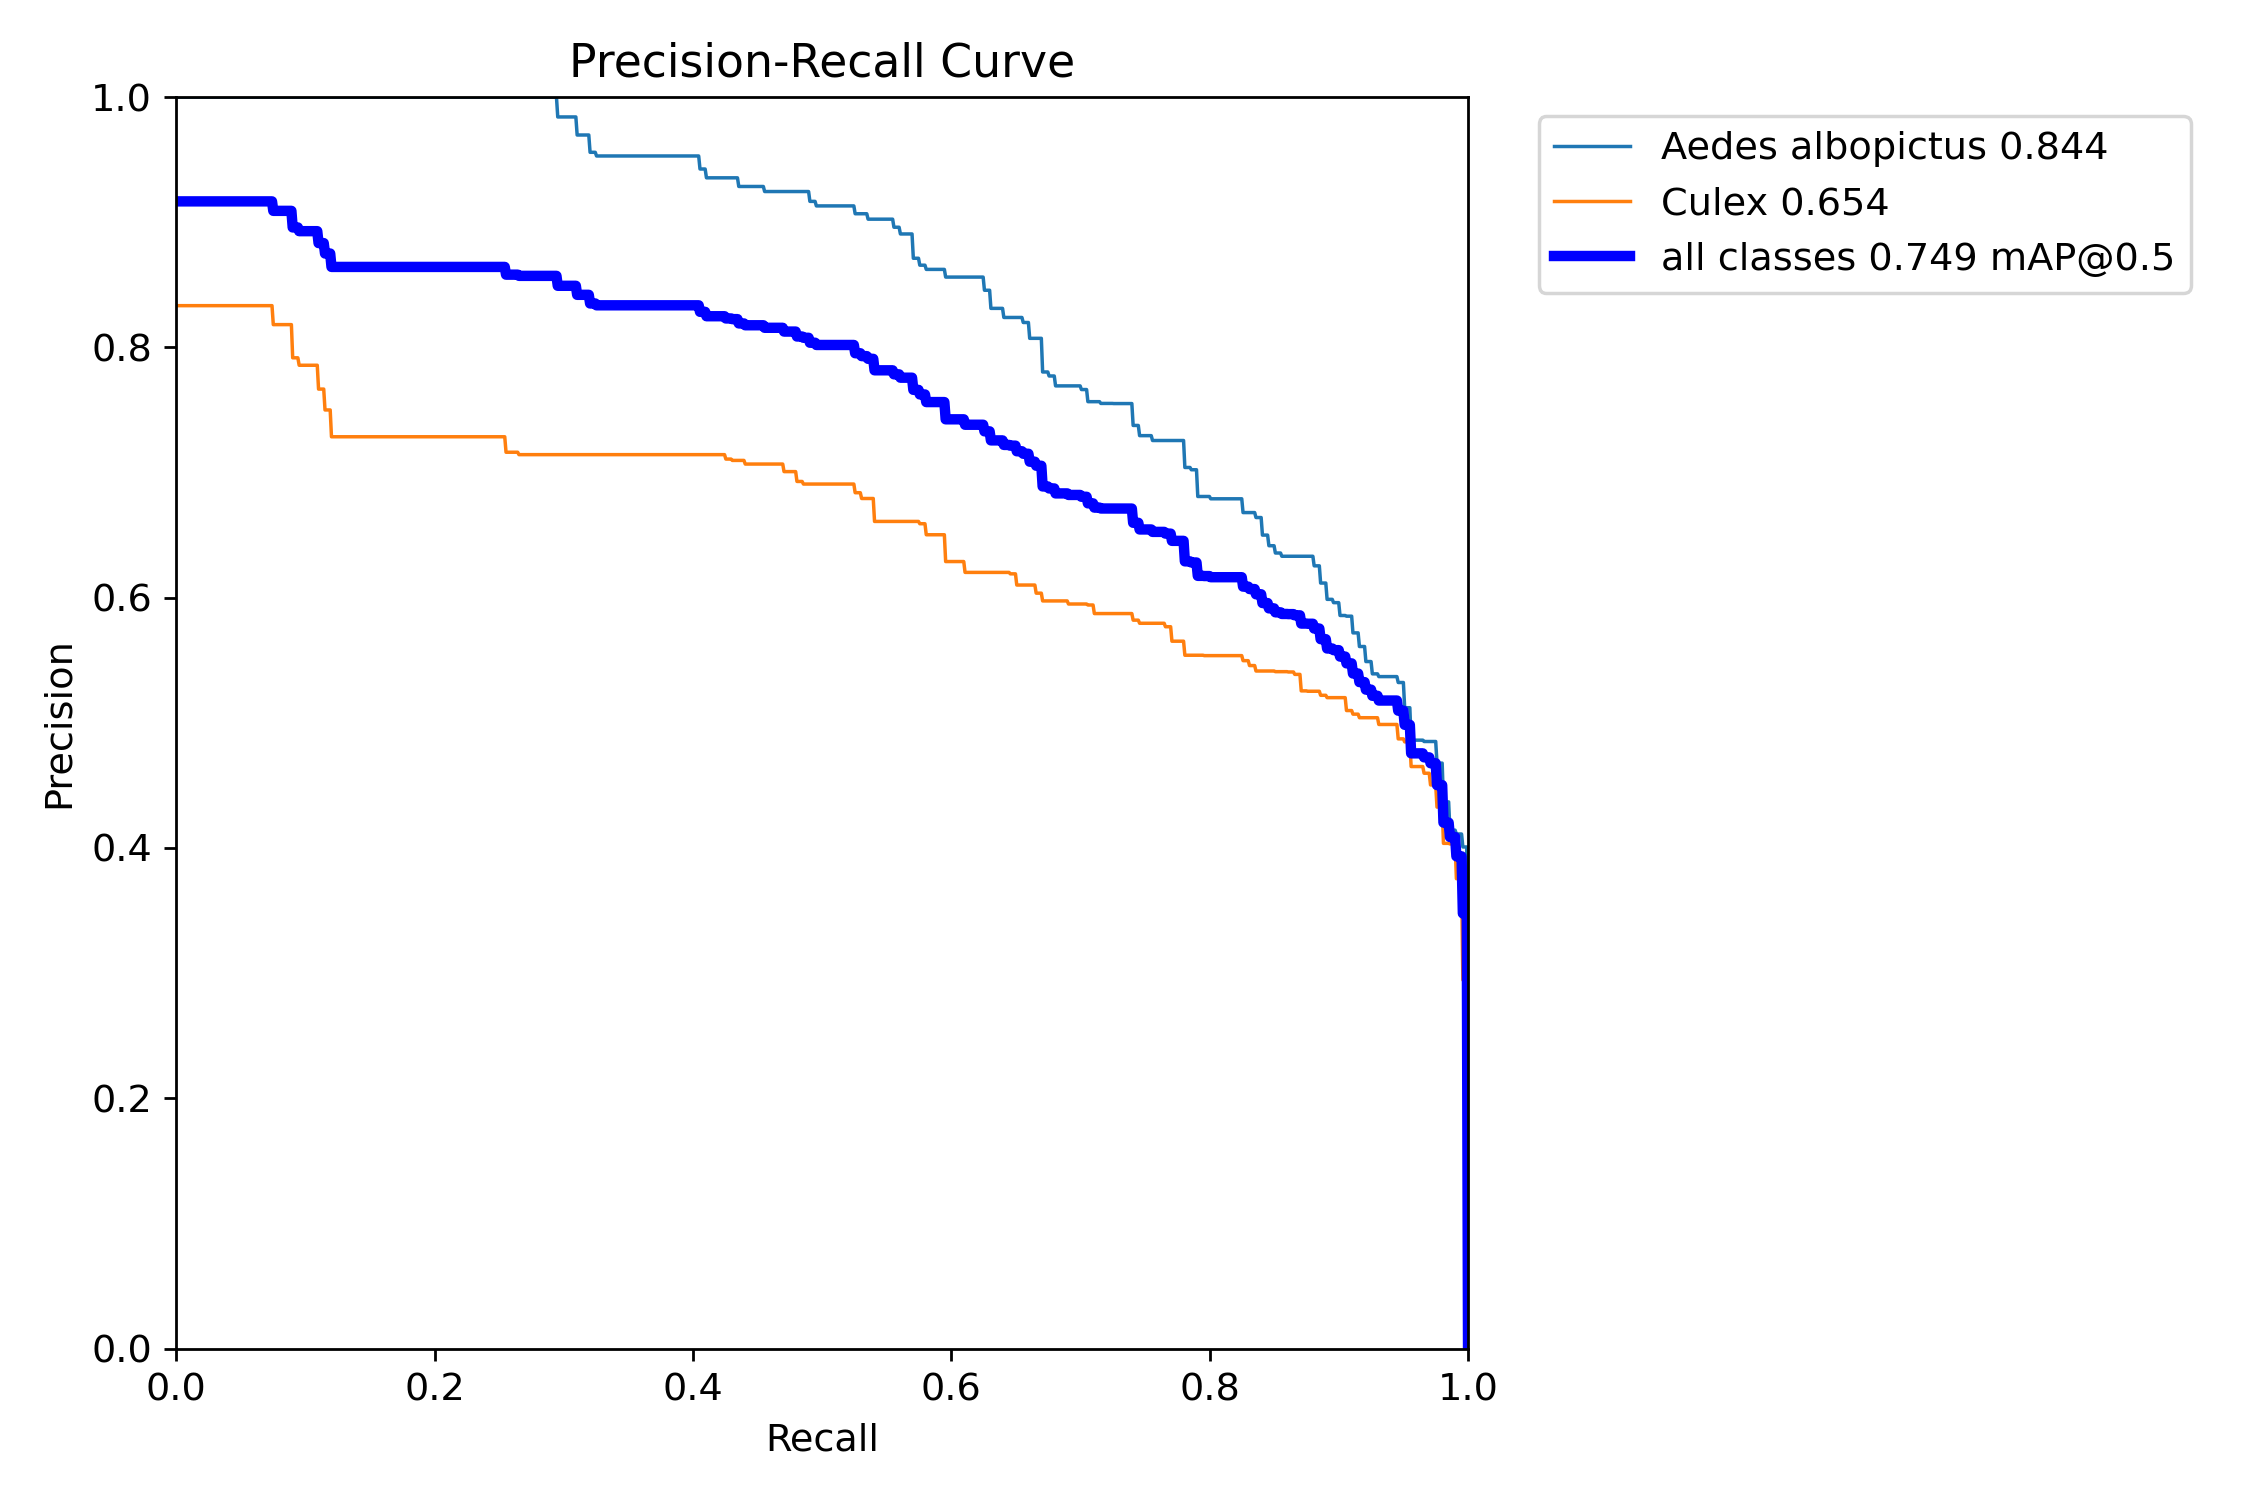 Precision-Recall Curve
1.0
0.8
0.6
0.4
0.2
0.0
Precision
0.0 0.2 0.4 0.6 0.8 1.0
Recall
Aedes albopictus 0.844
Culex 0.654
all classes 0.749 mAP@0.5